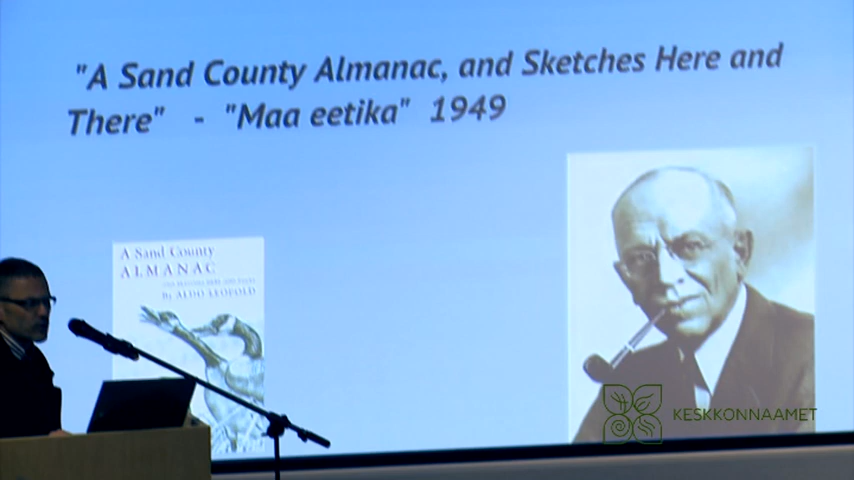 "A Sand County Almanac, and Sketches Here and
There" - "Maa eetika" 1949
A Sand County
ALMANAC
By ALDO LEOPOLD
KESKKONNAAMET